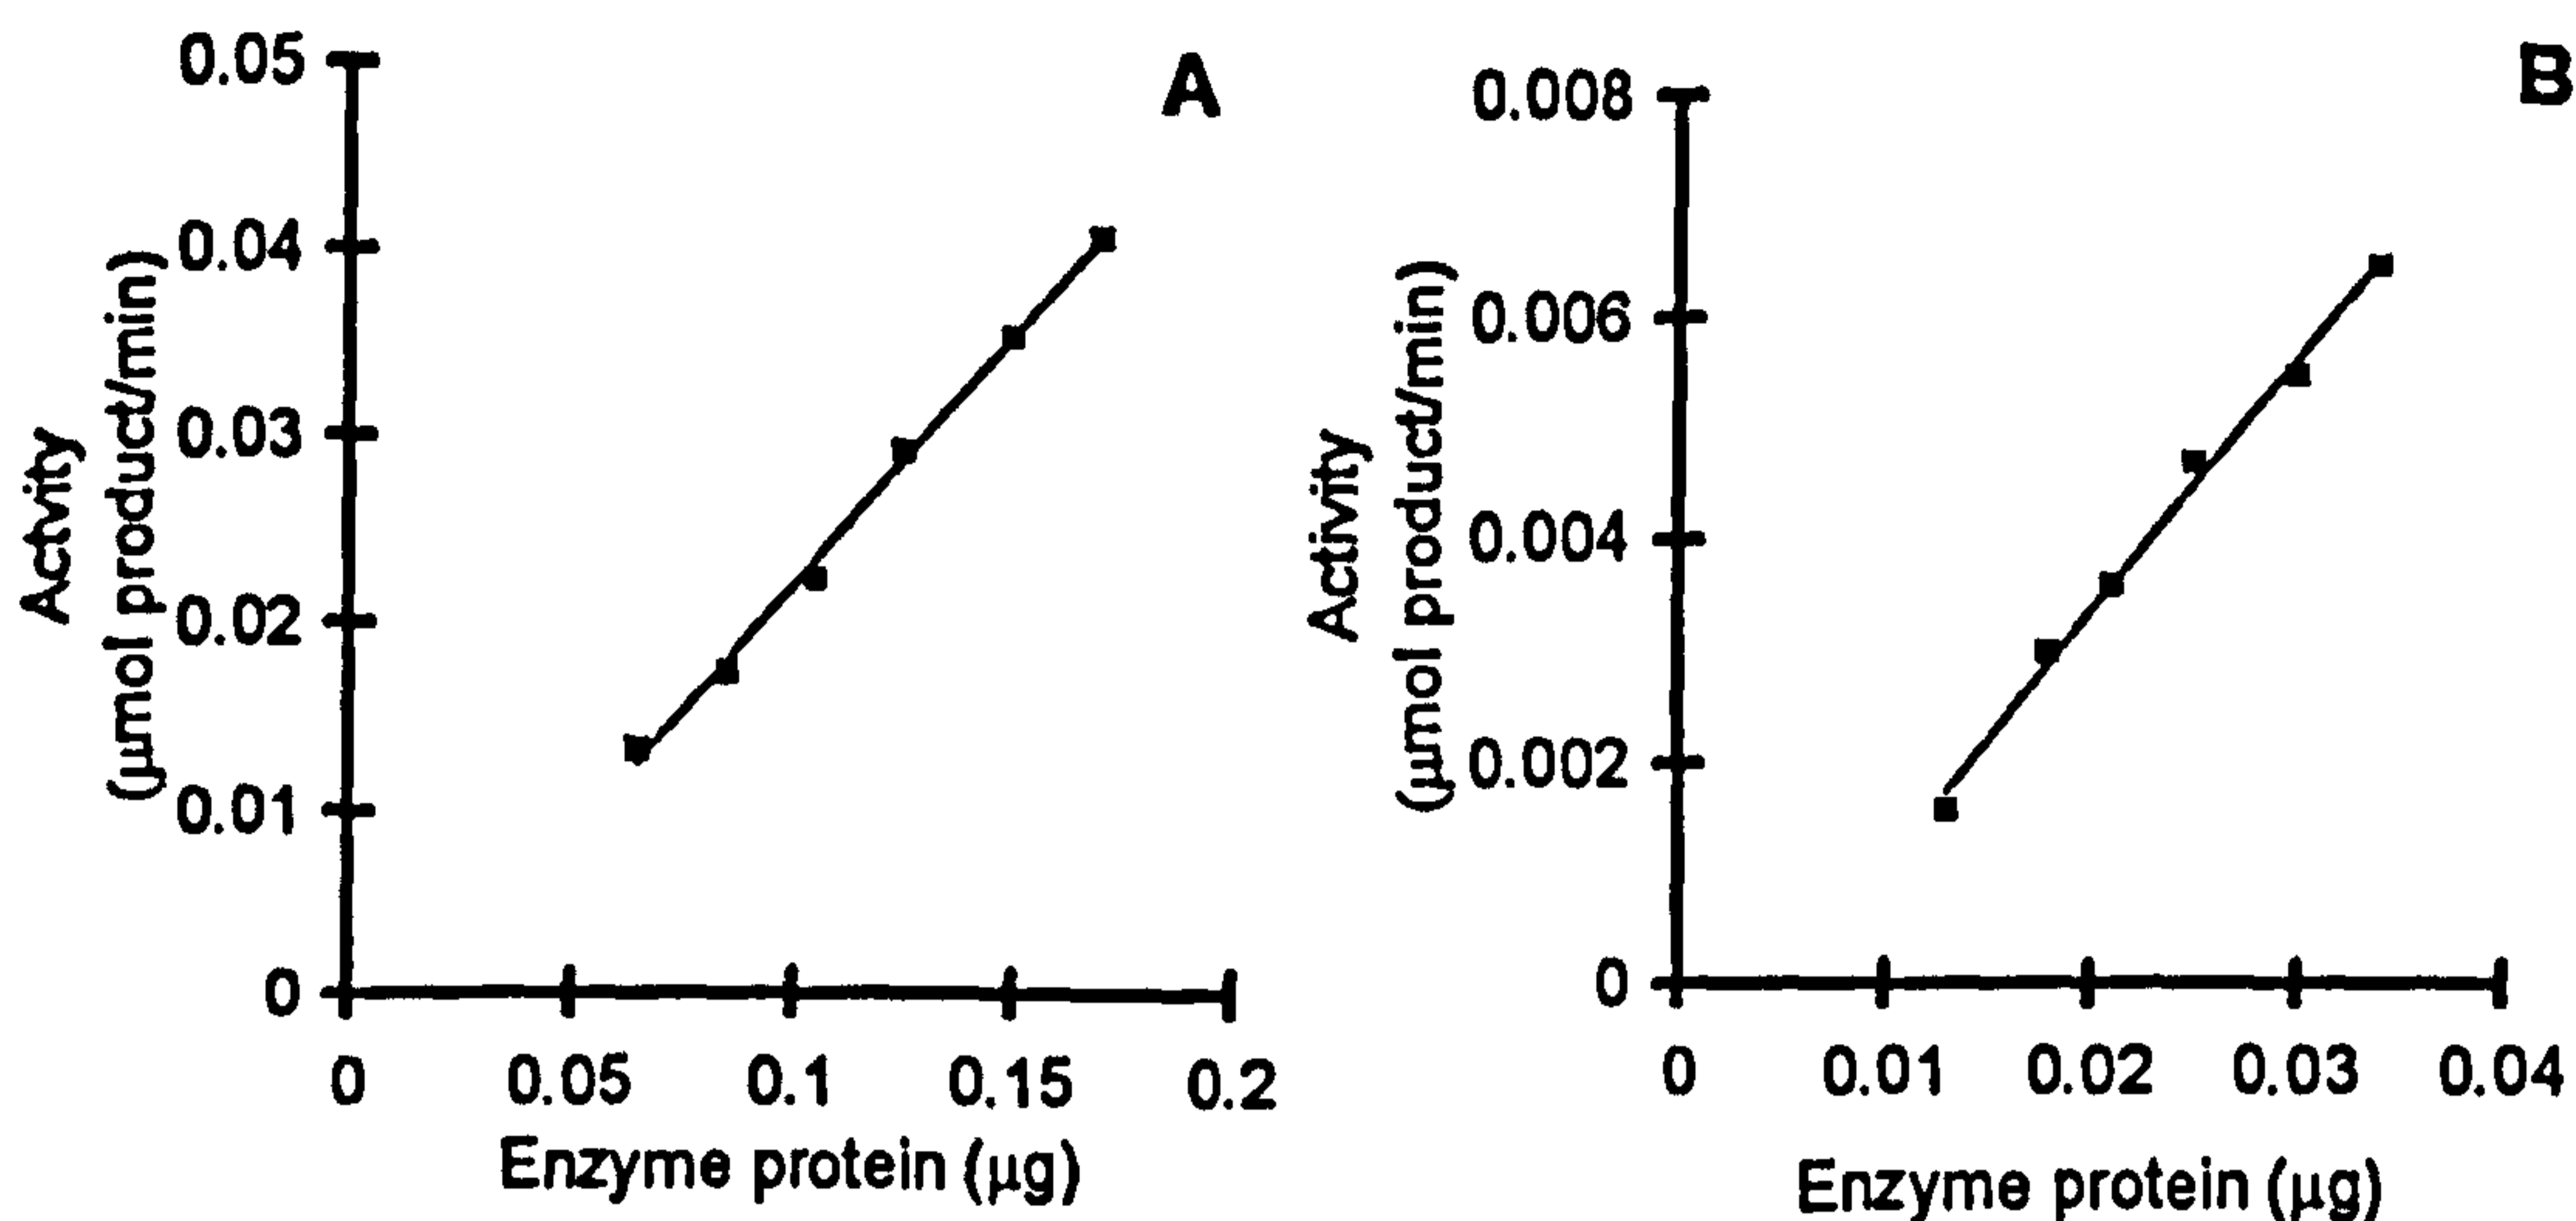 A
0.05
0.04
0.03
0.02
0.01
0
Actvity
(μmol product/min)
0 0.05 0.1 0.15 0.2
Enzyme protein (μg)
B
0.008
0.006
0.004
0.002
0
Activity
(μmol product/min)
0 0.01 0.02 0.03 0.04
Enzyme protein (μg)